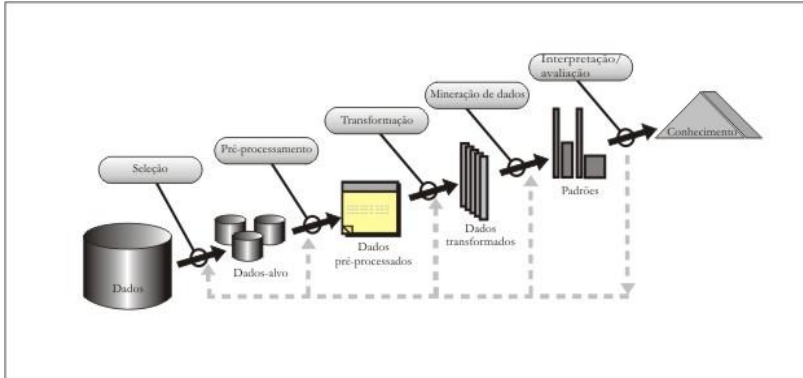 Interpretação/
avaliação
Mineração de dados
Transformação
Pré-processamento
Seleção
Conhecimento
Padrões
Dados
transformados
Dados
pré-processados
Dados-alvo
Dados